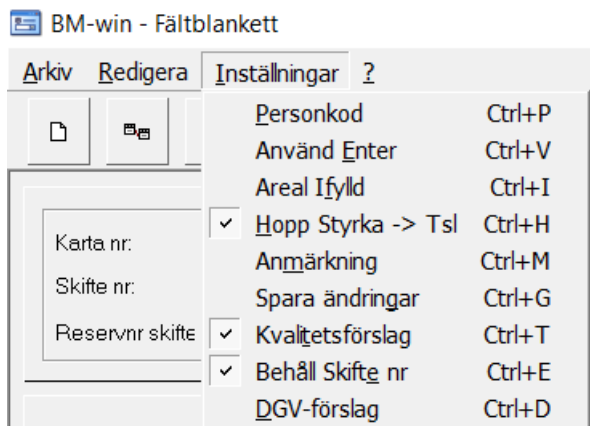 BM-win - Fältblankett
Arkiv Redigera Inställningar ?
Personkod Ctrl+P
Använd Enter Ctrl+V
Areal Ifylld Ctrl+I
Hopp Styrka -> Tsl Ctrl+H
Karta nr:
Anmärkning Ctrl+M
Skifte nr:
Spara ändringar Ctrl+G
Reservnr skifte
Kvalitetsförslag Ctrl+T
Behåll Skifte nr Ctrl+E
DGV-förslag Ctrl+D